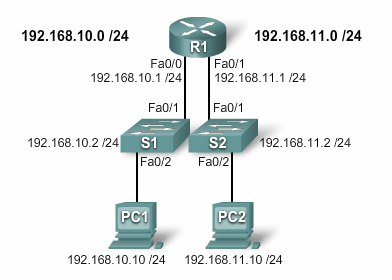 192.168.10.0 /24
192.168.11.0 /24
R1
Fa0/0
Fa0/1
192.168.10.1 /24
192.168.11.1 /24
Fa0/1
Fa0/1
192.168.10.2 /24
S1
S2
192.168.11.2 /24
Fa0/2
Fa0/2
PC1
PC2
192.168.10.10 /24
192.168.11.10 /24